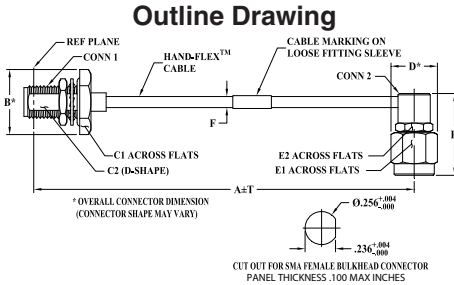 Outline Drawing
REF PLANE
CONN 1
HAND-FLEX™
CABLE
CABLE MARKING ON
LOOSE FITTING SLEEVE
CONN 2
D*
B*
F
C1 ACROSS FLATS
C2 (D-SHAPE)
E2 ACROSS FLATS
E1 ACROSS FLATS
A±T
* OVERALL CONNECTOR DIMENSION
(CONNECTOR SHAPE MAY VARY)
Ø.256 +.004 -.000
.236 +.004 -.000
CUT OUT FOR SMA FEMALE BULKHEAD CONNECTOR
PANEL THICKNESS .100 MAX INCHES